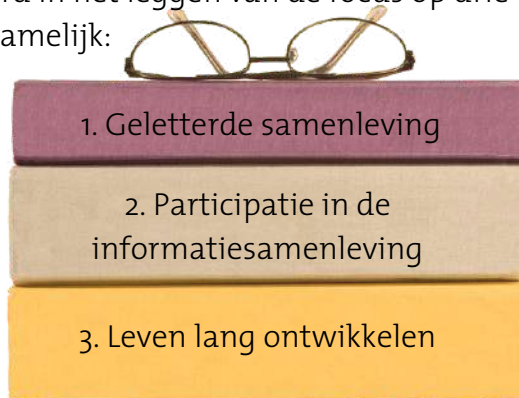 in het leggen van de focus op
amelijk:
1. Geletterde samenleving
2. Participatie in de
informatiesamenleving
3. Leven lang ontwikkelen